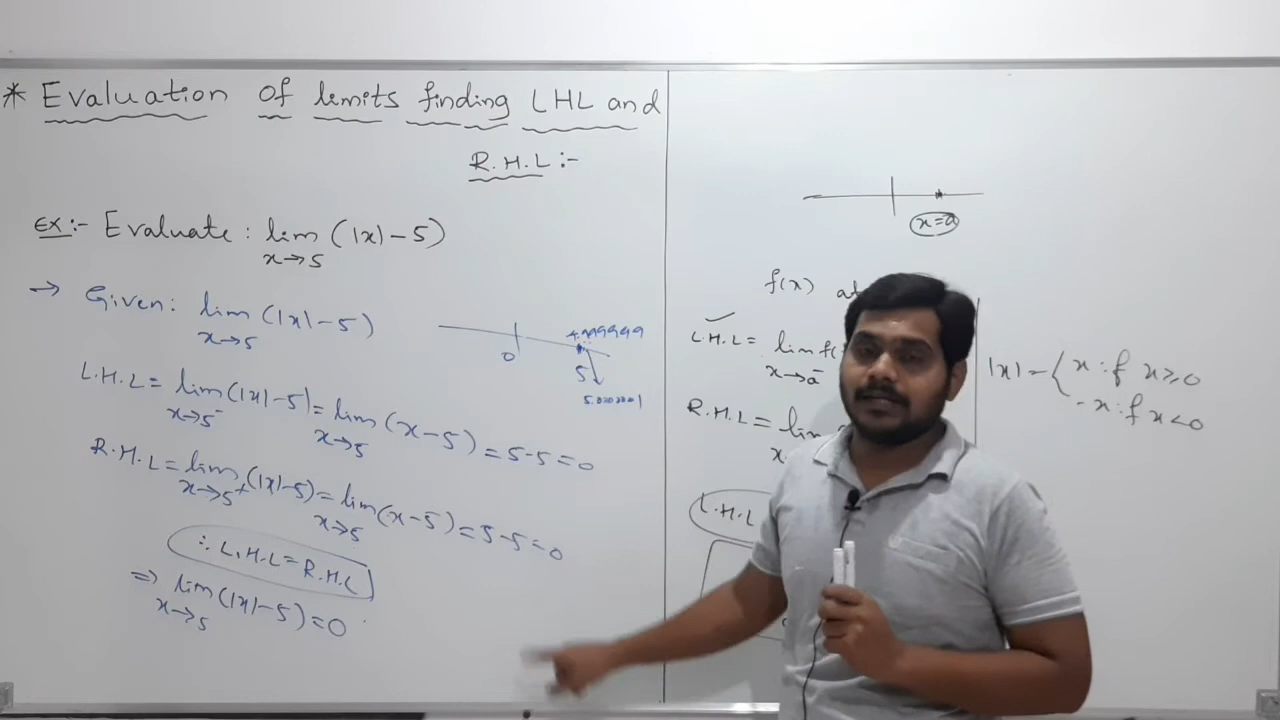 * Evaluation of limits finding LHL and
R.H.L :-
Ex:- Evaluate: lim (|x|-5)
x→5
→ Given: lim (|x|-5)
x→5
0
4.999999
5
5.0000001
L.H.L = lim (|x|-5) = lim (x-5) = 5-5=0
x→5⁻ x→5
R.H.L = lim (|x|-5) = lim (x-5) = 5-5=0
x→5⁺ x→5
∴ L.H.L = R.H.L
⇒ lim (|x|-5) = 0
x→5
x=a
f(x) at
L.H.L = lim f(
x→a⁻
R.H.L = lim
L.H.L
|x| = { x if x≥0
-x if x<0